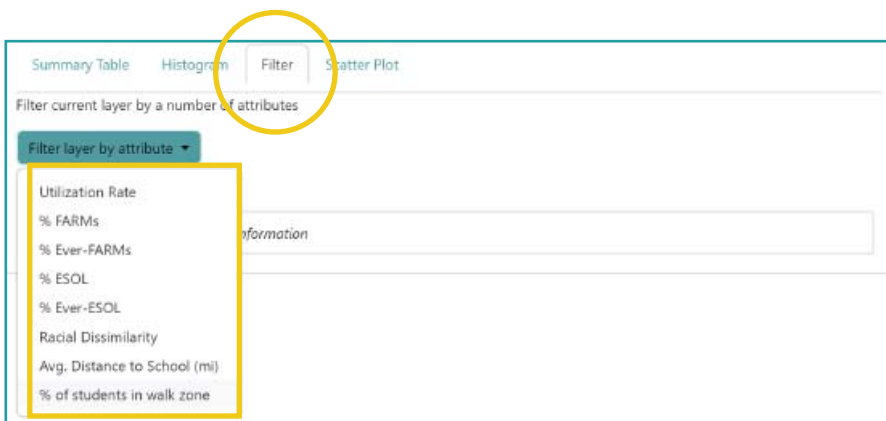 Summary Table Histogram Filter Scatter Plot
Filter current layer by a number of attributes
Filter layer by attribute
Utilization Rate
% FARMs
nformation
% Ever-FARMs
% ESOL
% Ever-ESOL
Racial Dissimilarity
Avg. Distance to School (mi)
% of students in walk zone